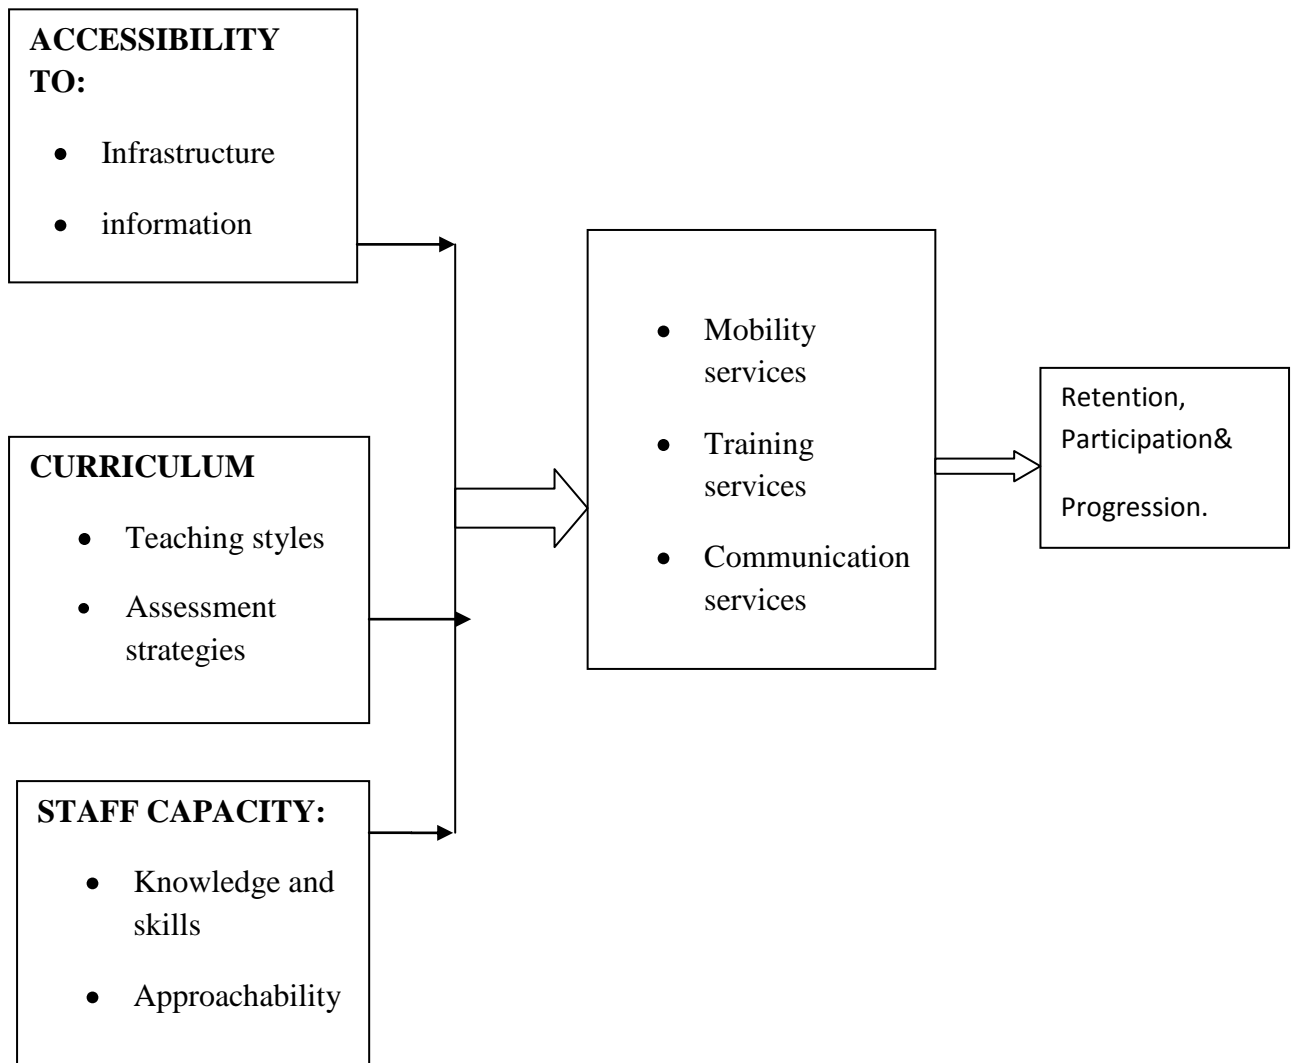 ACCESSIBILITY
TO:
• Infrastructure
• information
CURRICULUM
• Teaching styles
• Assessment
strategies
STAFF CAPACITY:
• Knowledge and
skills
• Approachability
• Mobility
services
• Training
services
• Communication
services
Retention,
Participation&
Progression.